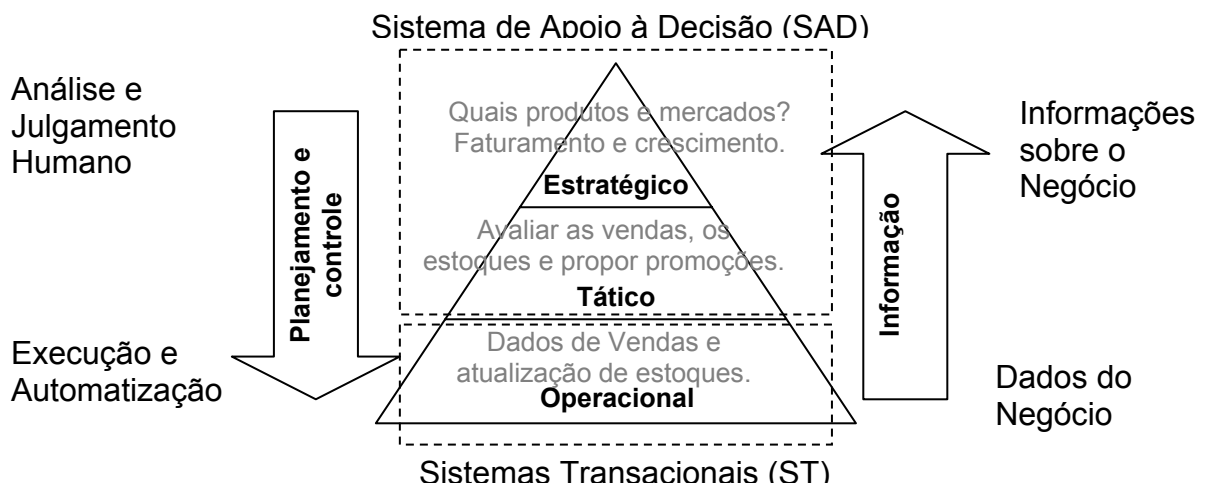 Sistema de Apoio à Decisão (SAD)
Análise e
Julgamento
Humano
Execução e
Automatização
Planejamento e
controle
Quais produtos e mercados?
Faturamento e crescimento.
Estratégico
Avaliar as vendas, os
estoques e propor promoções.
Tático
Dados de Vendas e
atualização de estoques.
Operacional
Informação
Informações
sobre o
Negócio
Dados do
Negócio
Sistemas Transacionais (ST)